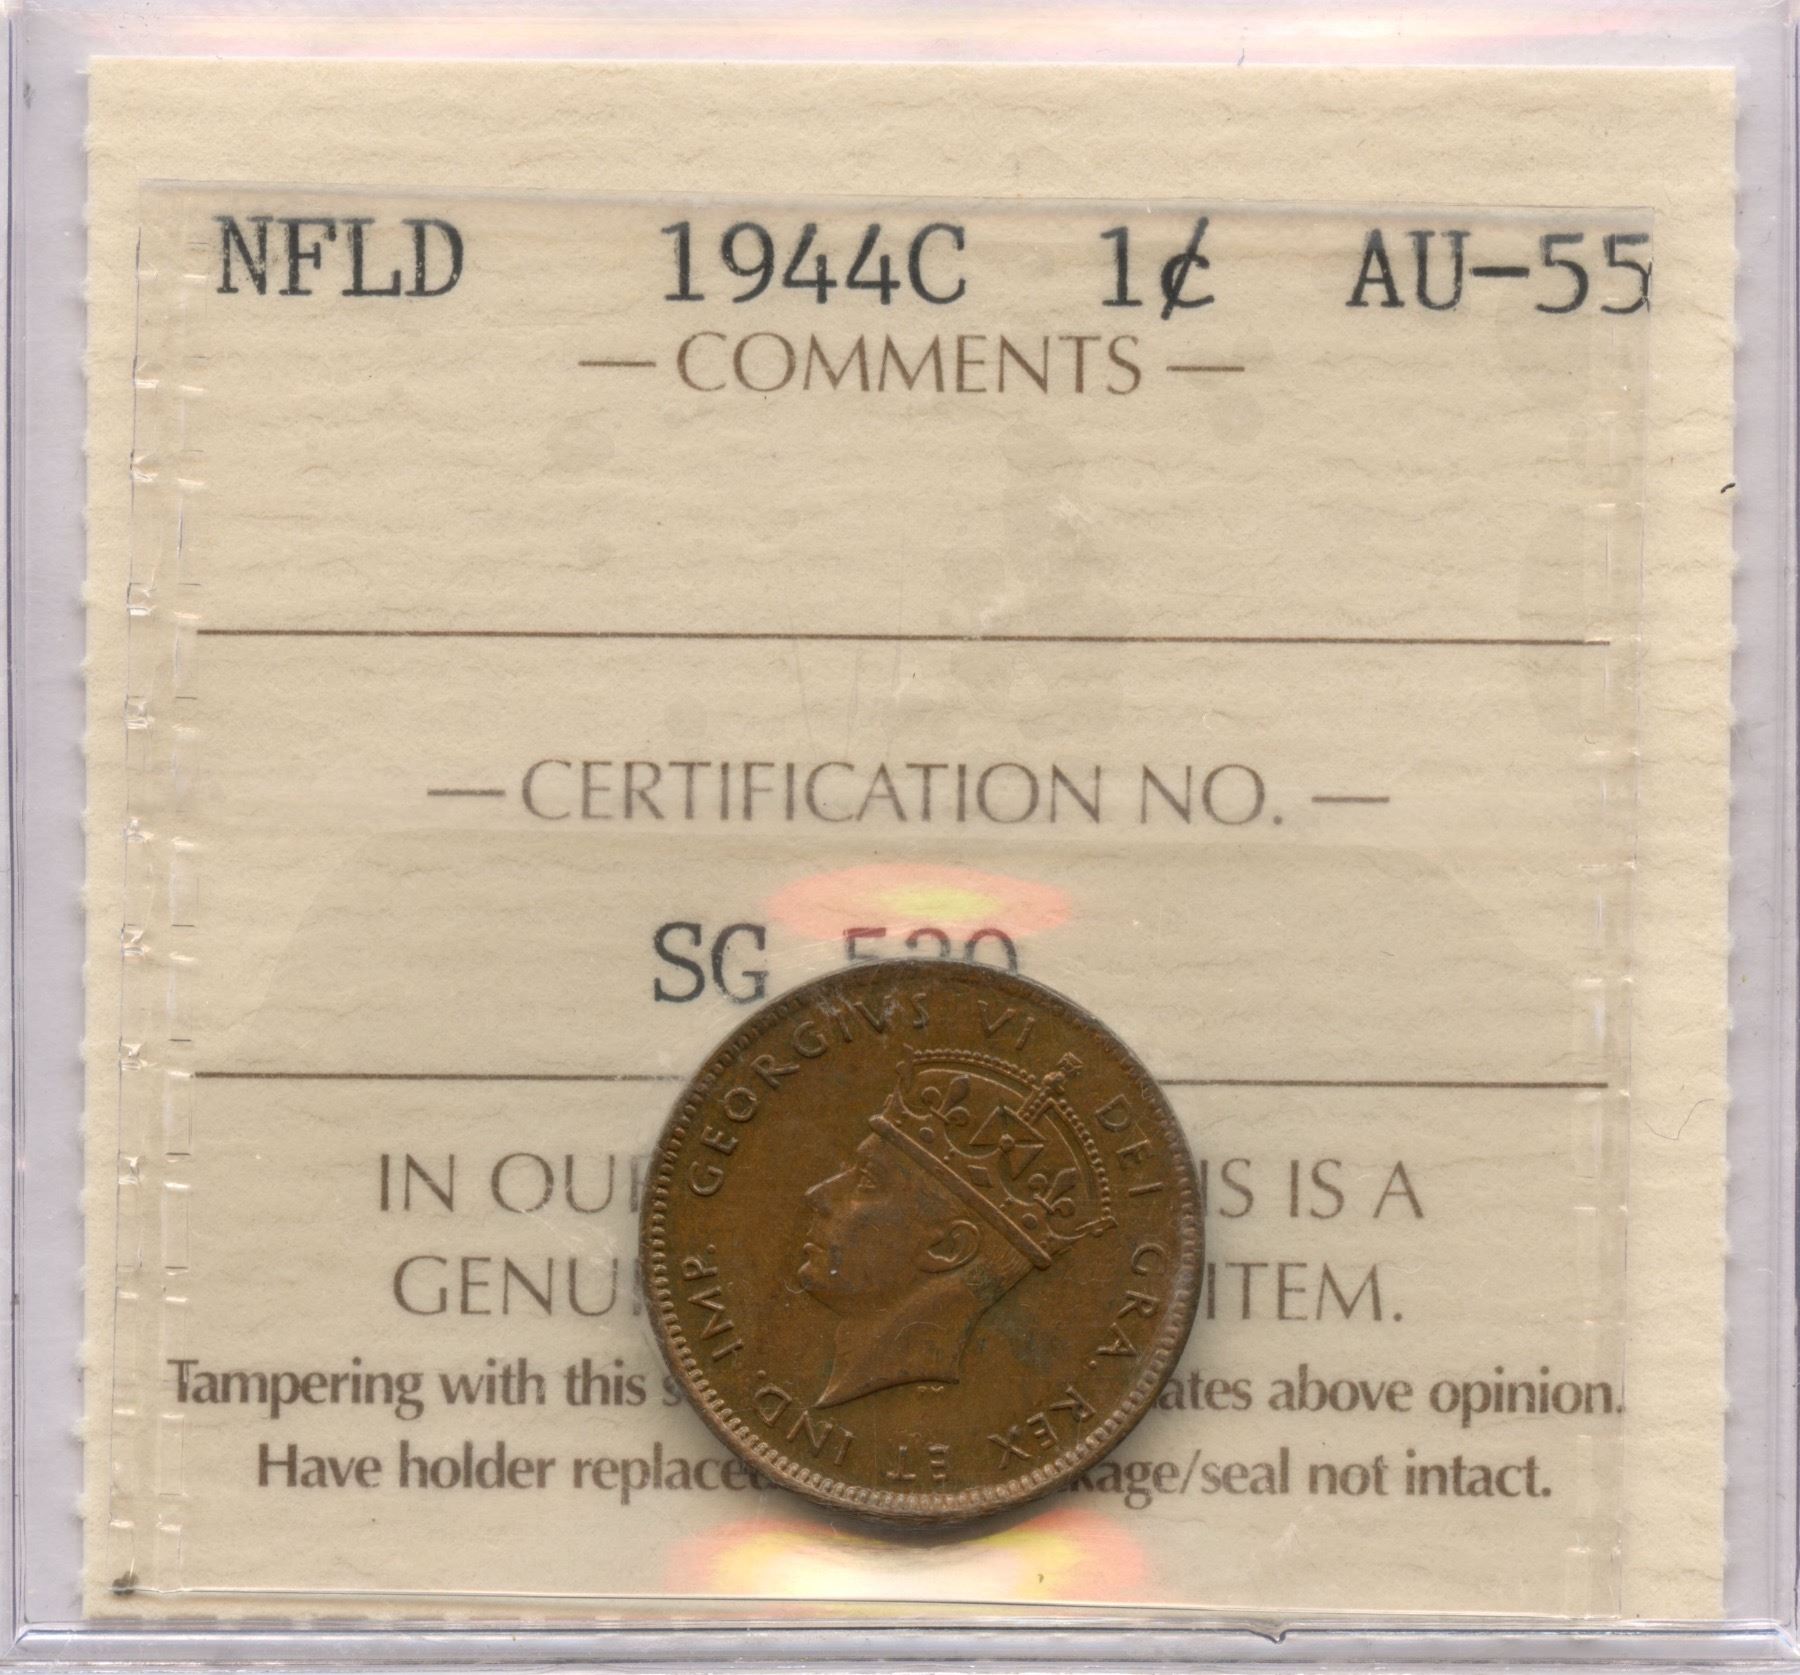 NFLD 1944C 1¢ AU-55
— COMMENTS —
— CERTIFICATION NO. —
SG
GEORGIVS VI DEI GRA. REX ET IND. IMP.
IN OU IS IS A
GENU ITEM.
Tampering with this s ates above opinion.
Have holder replace kage/seal not intact.